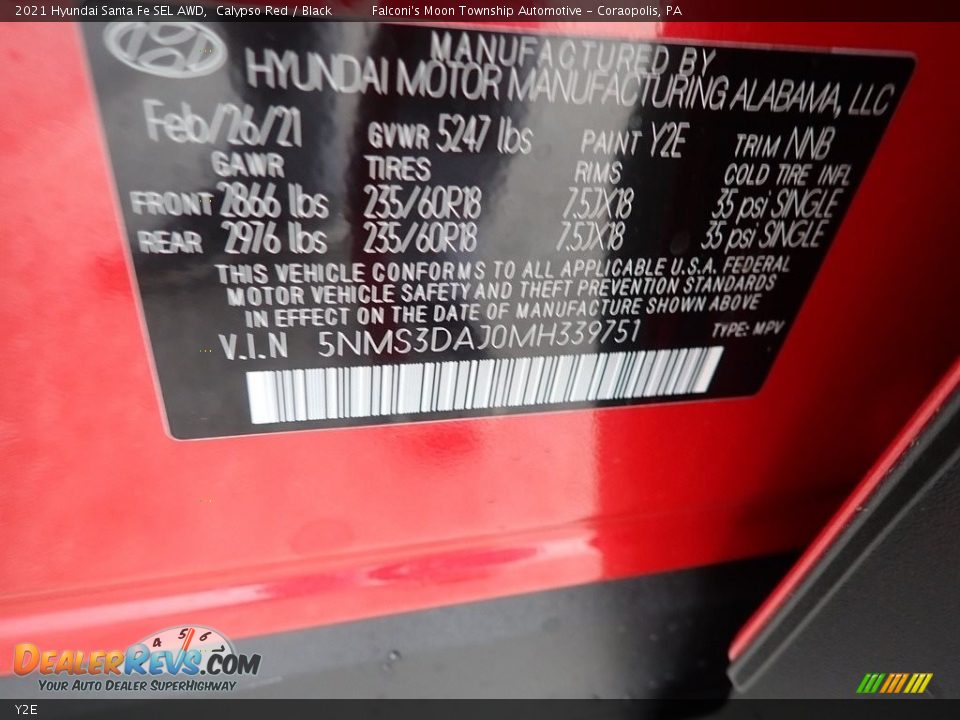 2021 Hyundai Santa Fe SEL AWD, Calypso Red / Black Falconi's Moon Township Automotive – Coraopolis, PA
MANUFACTURED BY
HYUNDAI MOTOR MANUFACTURING ALABAMA, LLC
Feb/26/21 GVWR 5247 lbs PAINT Y2E TRIM NNB
GAWR TIRES RIMS COLD TIRE INFL
FRONT 2866 lbs 235/60R18 7.5JX18 35 psi SINGLE
REAR 2976 lbs 235/60R18 7.5JX18 35 psi SINGLE
THIS VEHICLE CONFORMS TO ALL APPLICABLE U.S.A. FEDERAL
MOTOR VEHICLE SAFETY AND THEFT PREVENTION STANDARDS
IN EFFECT ON THE DATE OF MANUFACTURE SHOWN ABOVE
V.I.N 5NMS3DAJ0MH339751 TYPE: MPV
4 5 6
DealerRevs.com
Your Auto Dealer SuperHighway
Y2E